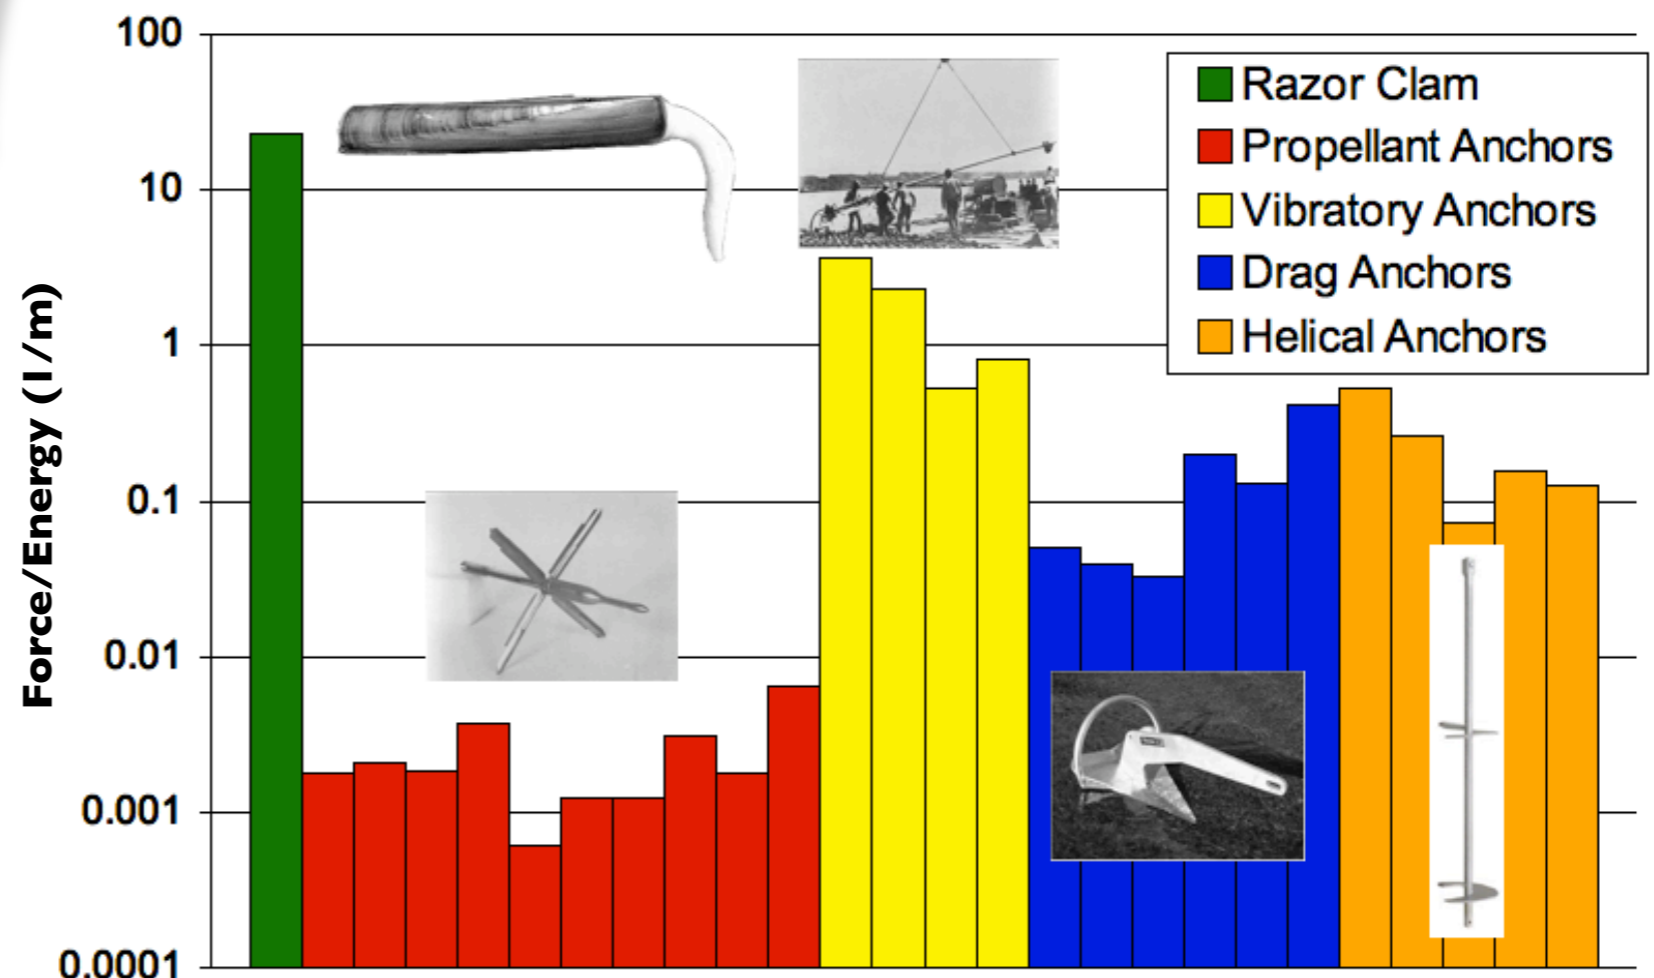 100
10
1
0.1
0.01
0.001
0.0001
Force/Energy (1/m)
Razor Clam
Propellant Anchors
Vibratory Anchors
Drag Anchors
Helical Anchors